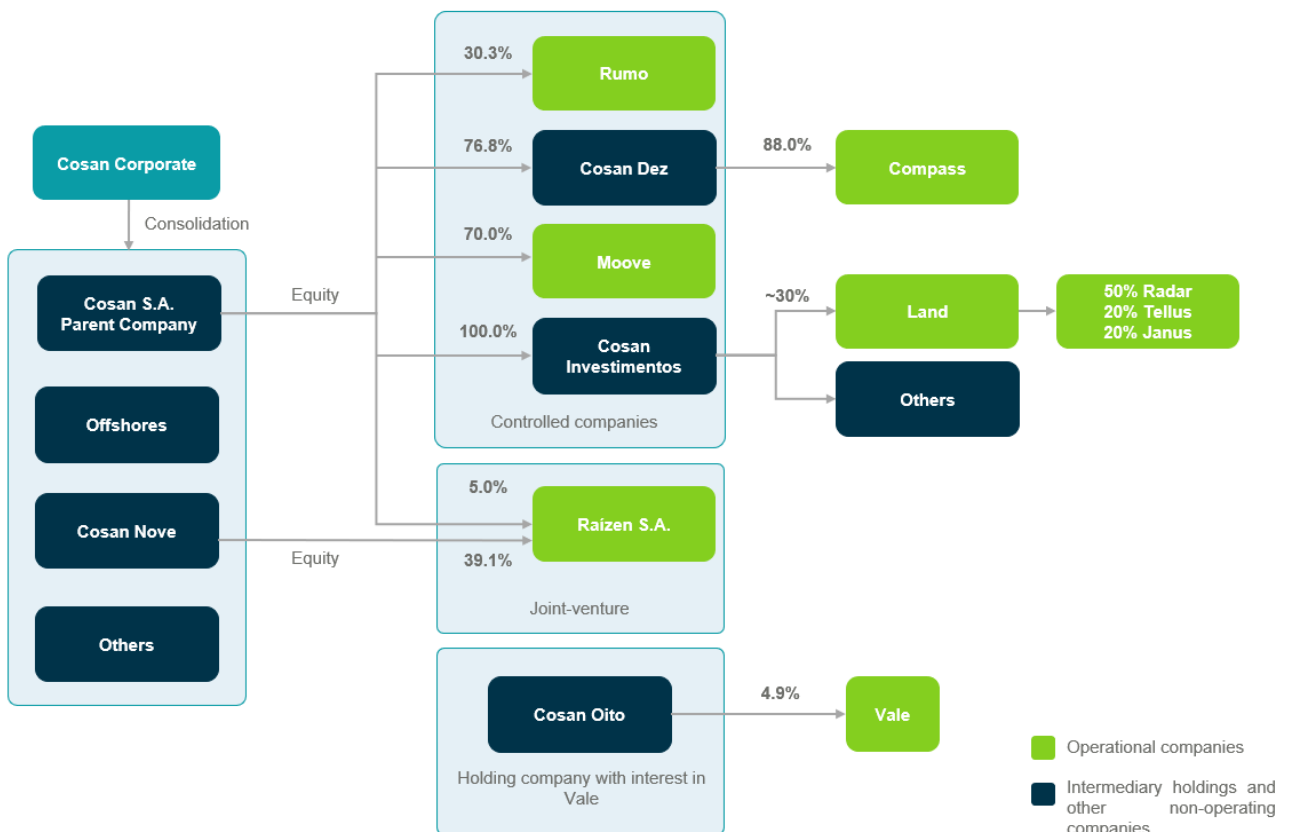 Cosan Corporate
Consolidation
Cosan S.A.
Parent Company
Offshores
Cosan Nove
Others
Equity
Equity
30.3%
Rumo
76.8%
Cosan Dez
88.0%
Compass
70.0%
Moove
100.0%
Cosan
Investimentos
~30%
Land
50% Radar
20% Tellus
20% Janus
Others
Controlled companies
5.0%
Raízen S.A.
39.1%
Joint-venture
Cosan Oito
4.9%
Vale
Holding company with interest in
Vale
Operational companies
Intermediary holdings and
other non-operating
companies